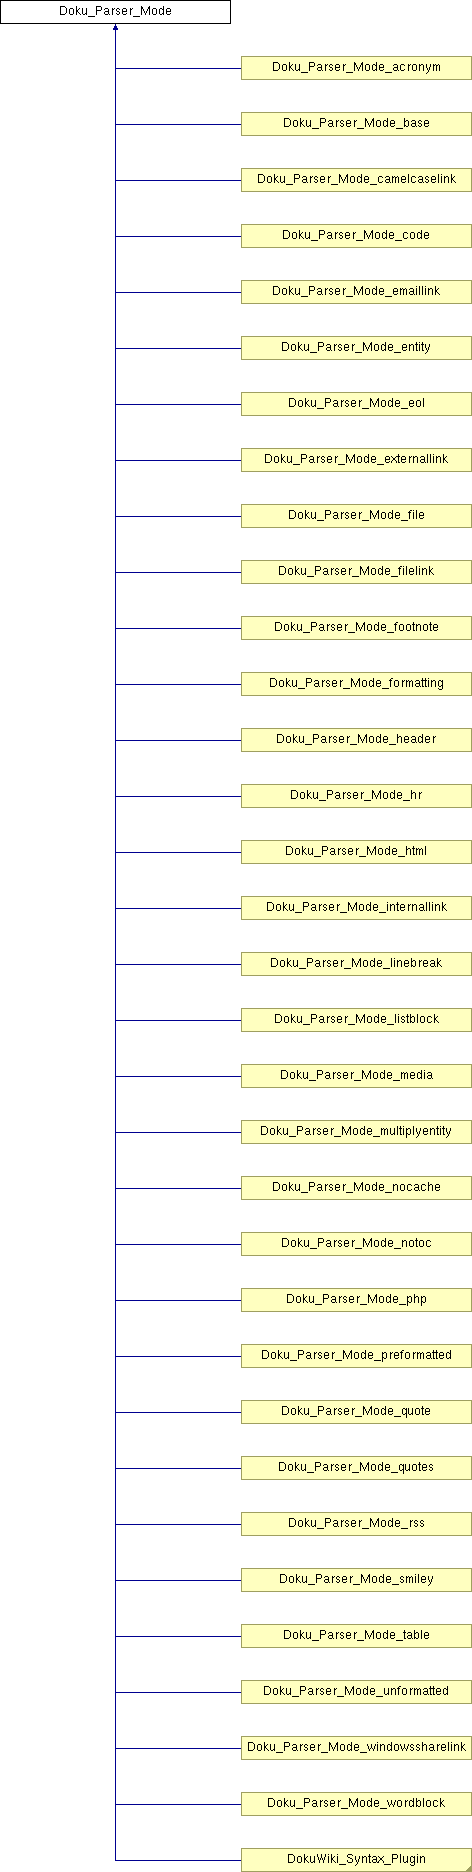 Doku_Parser_Mode
Doku_Parser_Mode_acronym
Doku_Parser_Mode_base
Doku_Parser_Mode_camelcaselink
Doku_Parser_Mode_code
Doku_Parser_Mode_emaillink
Doku_Parser_Mode_entity
Doku_Parser_Mode_eol
Doku_Parser_Mode_externallink
Doku_Parser_Mode_file
Doku_Parser_Mode_filelink
Doku_Parser_Mode_footnote
Doku_Parser_Mode_formatting
Doku_Parser_Mode_header
Doku_Parser_Mode_hr
Doku_Parser_Mode_html
Doku_Parser_Mode_internallink
Doku_Parser_Mode_linebreak
Doku_Parser_Mode_listblock
Doku_Parser_Mode_media
Doku_Parser_Mode_multiplyentity
Doku_Parser_Mode_nocache
Doku_Parser_Mode_notoc
Doku_Parser_Mode_php
Doku_Parser_Mode_preformatted
Doku_Parser_Mode_quote
Doku_Parser_Mode_quotes
Doku_Parser_Mode_rss
Doku_Parser_Mode_smiley
Doku_Parser_Mode_table
Doku_Parser_Mode_unformatted
Doku_Parser_Mode_windowssharelink
Doku_Parser_Mode_wordblock
DokuWiki_Syntax_Plugin